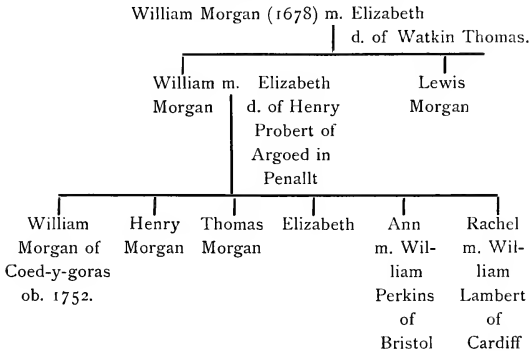 William Morgan (1678) m. Elizabeth
d. of Watkin Thomas.
William m. Elizabeth
Morgan d. of Henry
Probert of
Argoed in
Penallt
Lewis
Morgan
William
Morgan of
Coed-y-goras
ob. 1752.
Henry
Morgan
Thomas
Morgan
Elizabeth
Ann
m. Wil-
liam
Perkins
of
Bristol
Rachel
m. Wil-
liam
Lambert
of
Cardiff